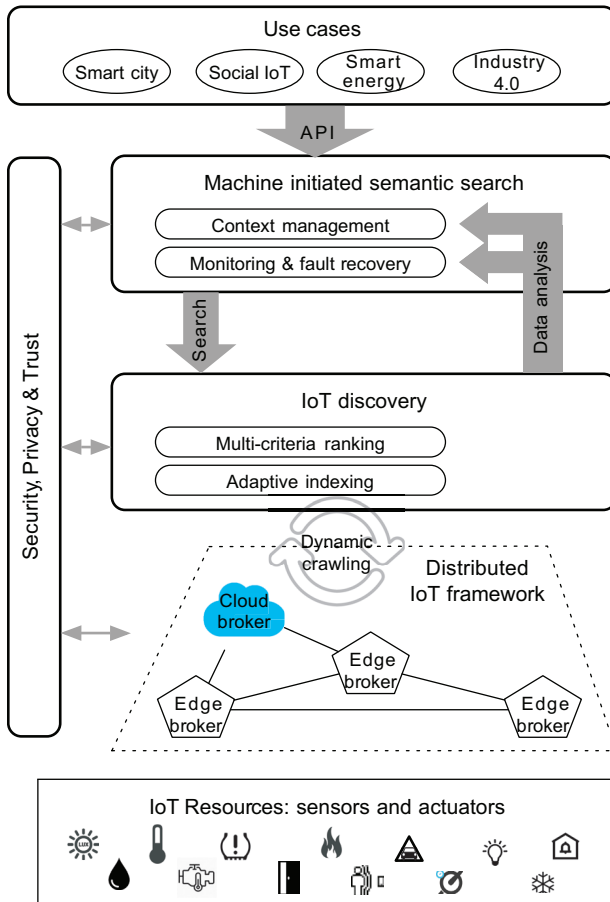 Use cases
Smart city
Social IoT
Smart
energy
Industry
4.0
API
Security, Privacy & Trust
Machine initiated semantic search
Context management
Monitoring & fault recovery
Search
Data analysis
IoT discovery
Multi-criteria ranking
Adaptive indexing
Dynamic
crawling
Distributed
IoT framework
Cloud
broker
Edge
broker
Edge
broker
Edge
broker
IoT Resources: sensors and actuators
LUX